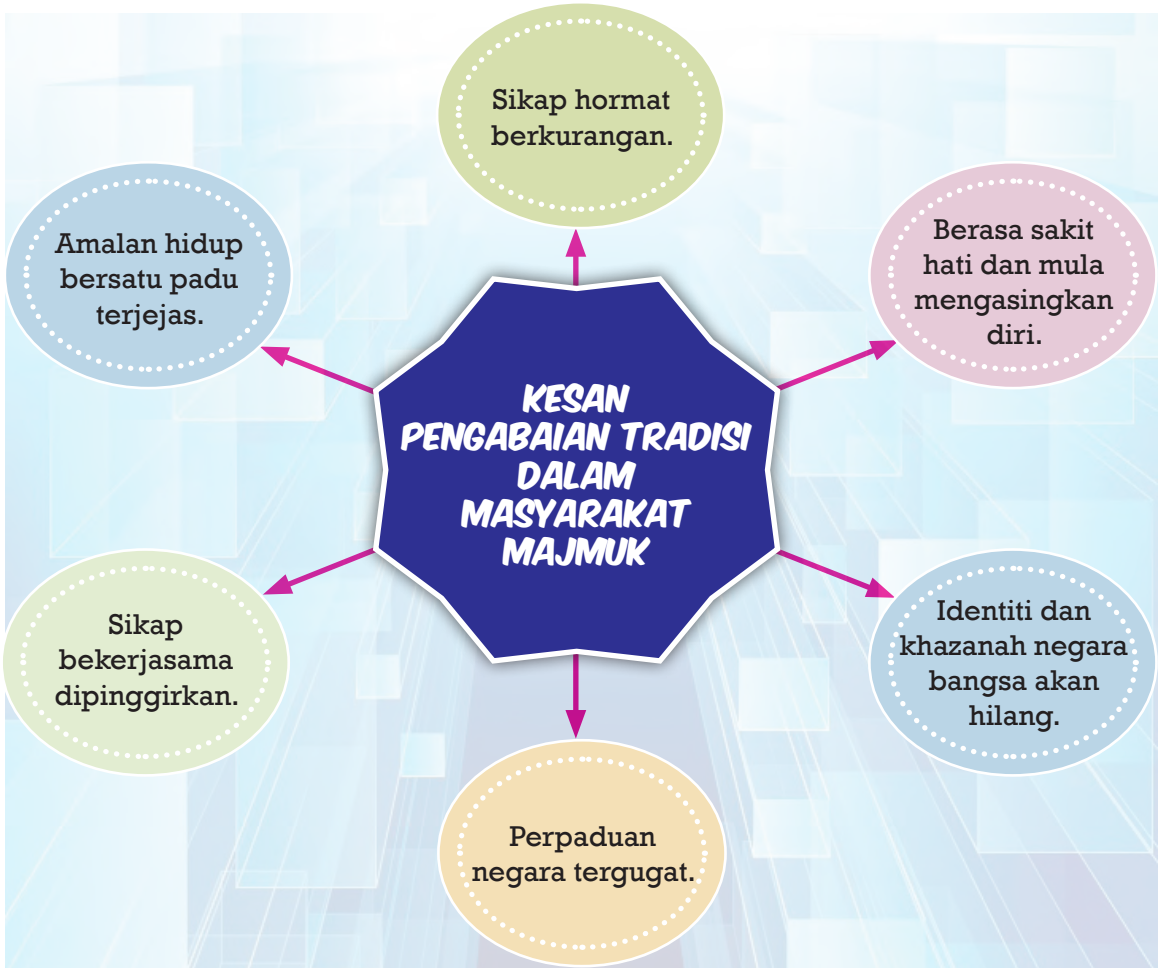 Sikap hormat
berkurangan.
Amalan hidup
bersatu padu
terjejas.
Berasa sakit
hati dan mula
mengasingkan
diri.
KESAN
PENGABAIAN TRADISI
DALAM
MASYARAKAT
MAJMUK
Sikap
bekerjasama
dipinggirkan.
Identiti dan
khazanah negara
bangsa akan
hilang.
Perpaduan
negara tergugat.